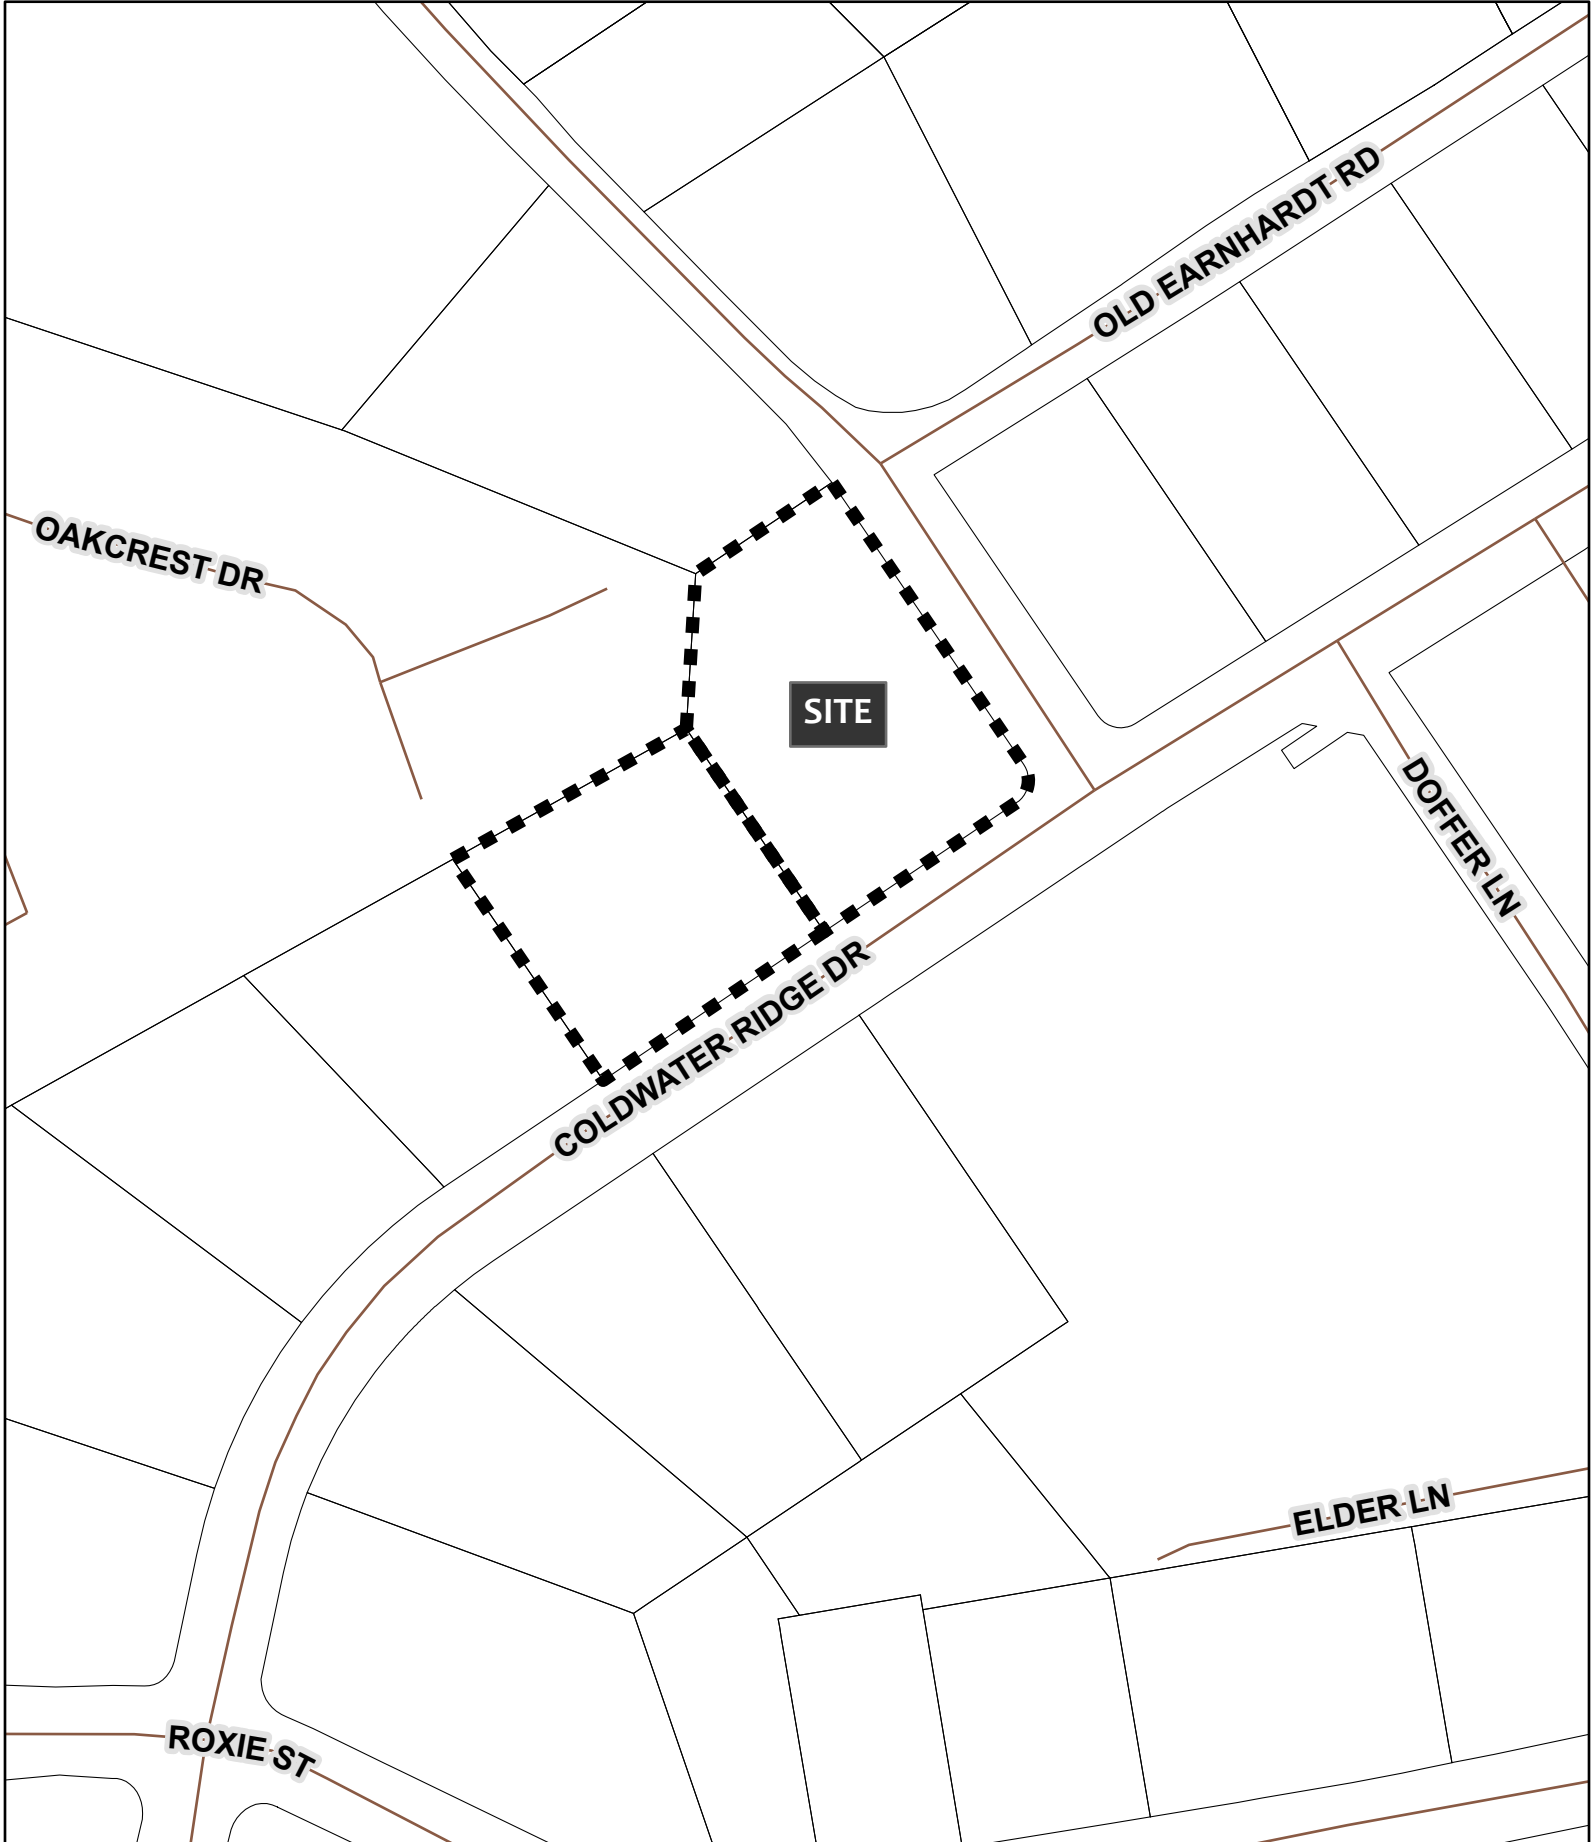 OLD EARNHARDT RD
OAKCREST DR
SITE
DOFFER LN
COLDWATER RIDGE DR
ELDER LN
ROXIE ST